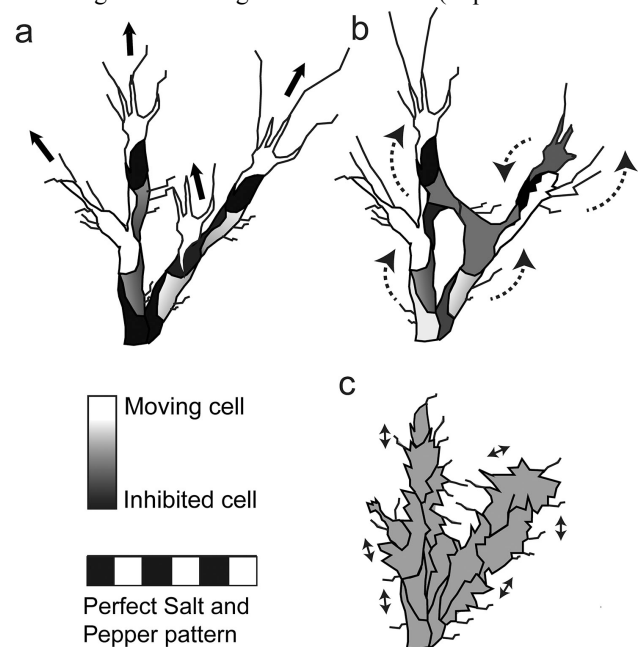 a
b
Moving cell
Inhibited cell
Perfect Salt and
Pepper pattern
c